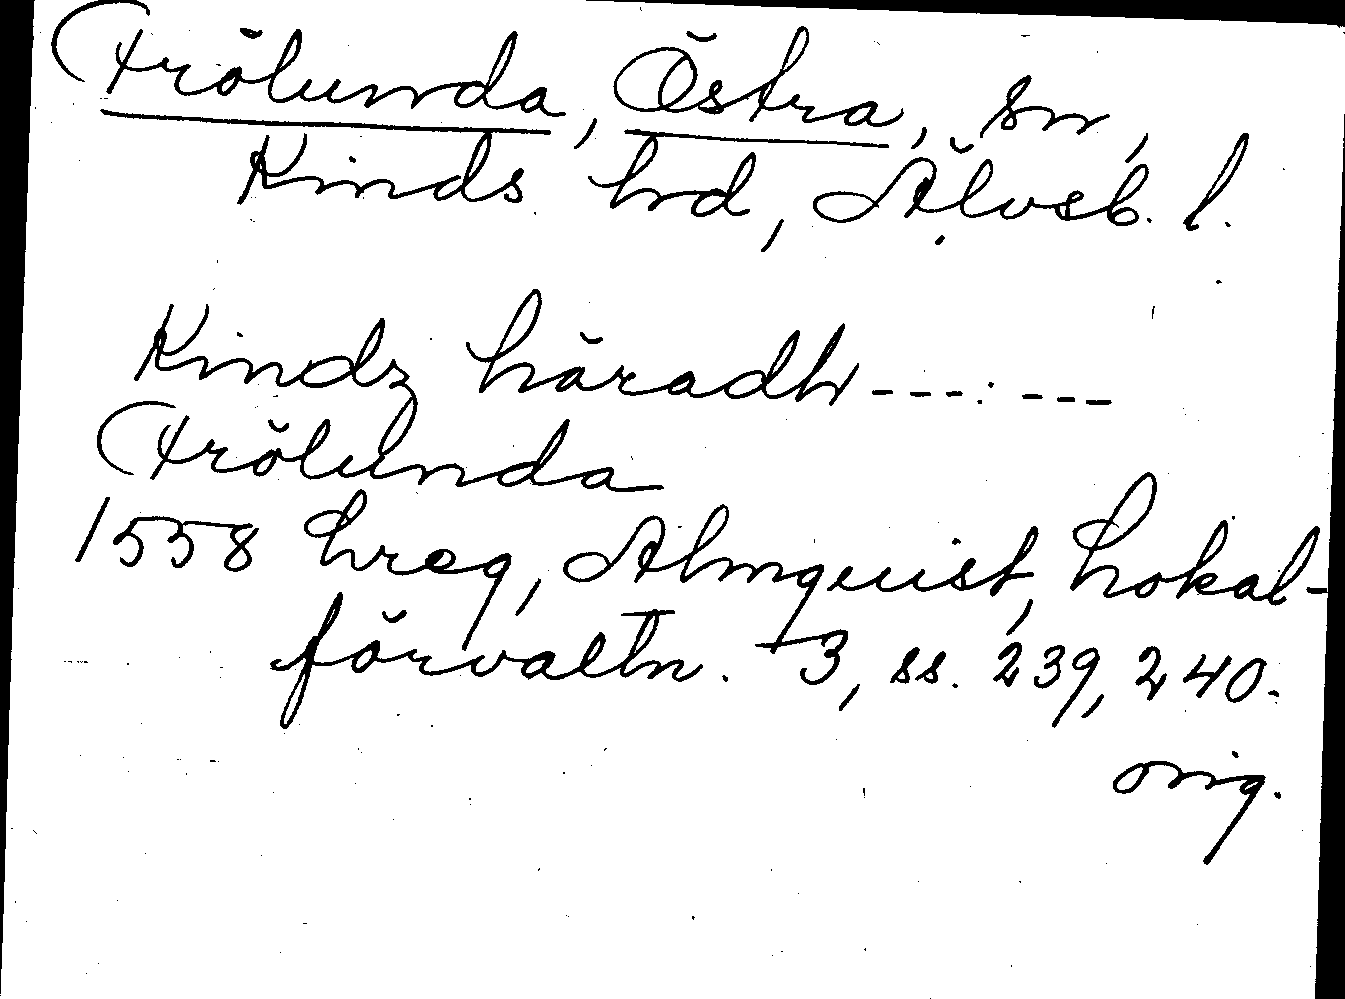 Frölunda, Östra, sn,
Kinds hd, Älvsb. l.
Kindz häradh --- : ---
Frölunda
1558 hreg, Almquist, Lokal-
förvaltn. 3, ss. 239, 240.
orig.